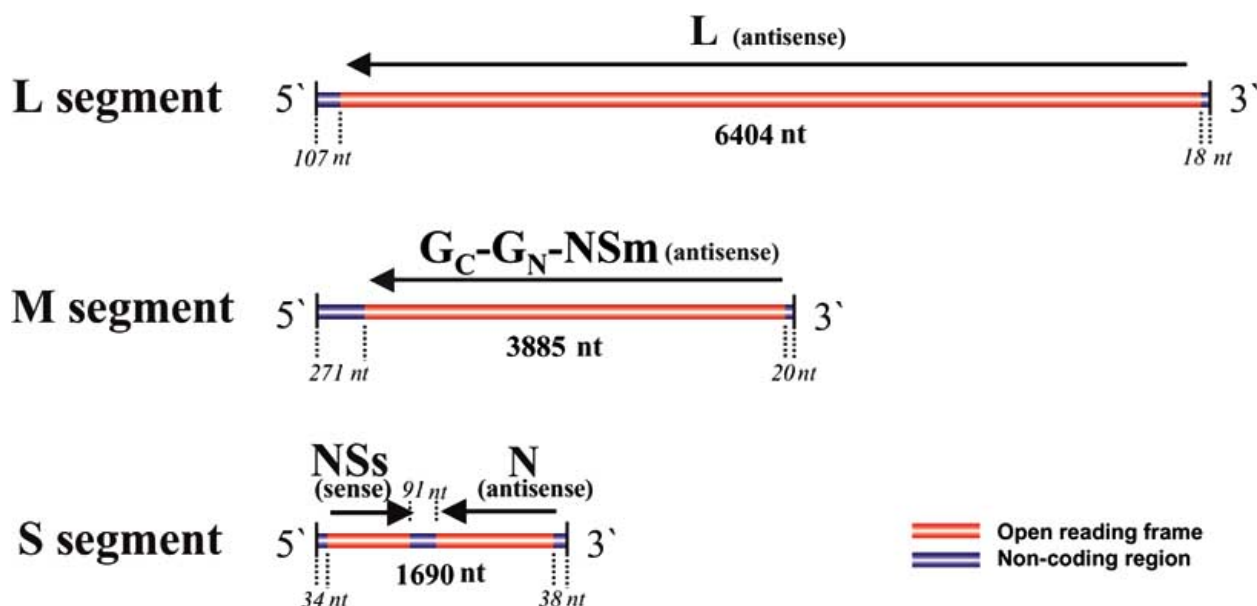 L (antisense)
L segment 5` 3`
6404 nt
107 nt 18 nt
G_C-G_N-NSm (antisense)
M segment 5` 3`
3885 nt
271 nt 20 nt
NSs N
(sense) 91 nt (antisense)
S segment 5` 3`
1690 nt
34 nt 38 nt
Open reading frame
Non-coding region